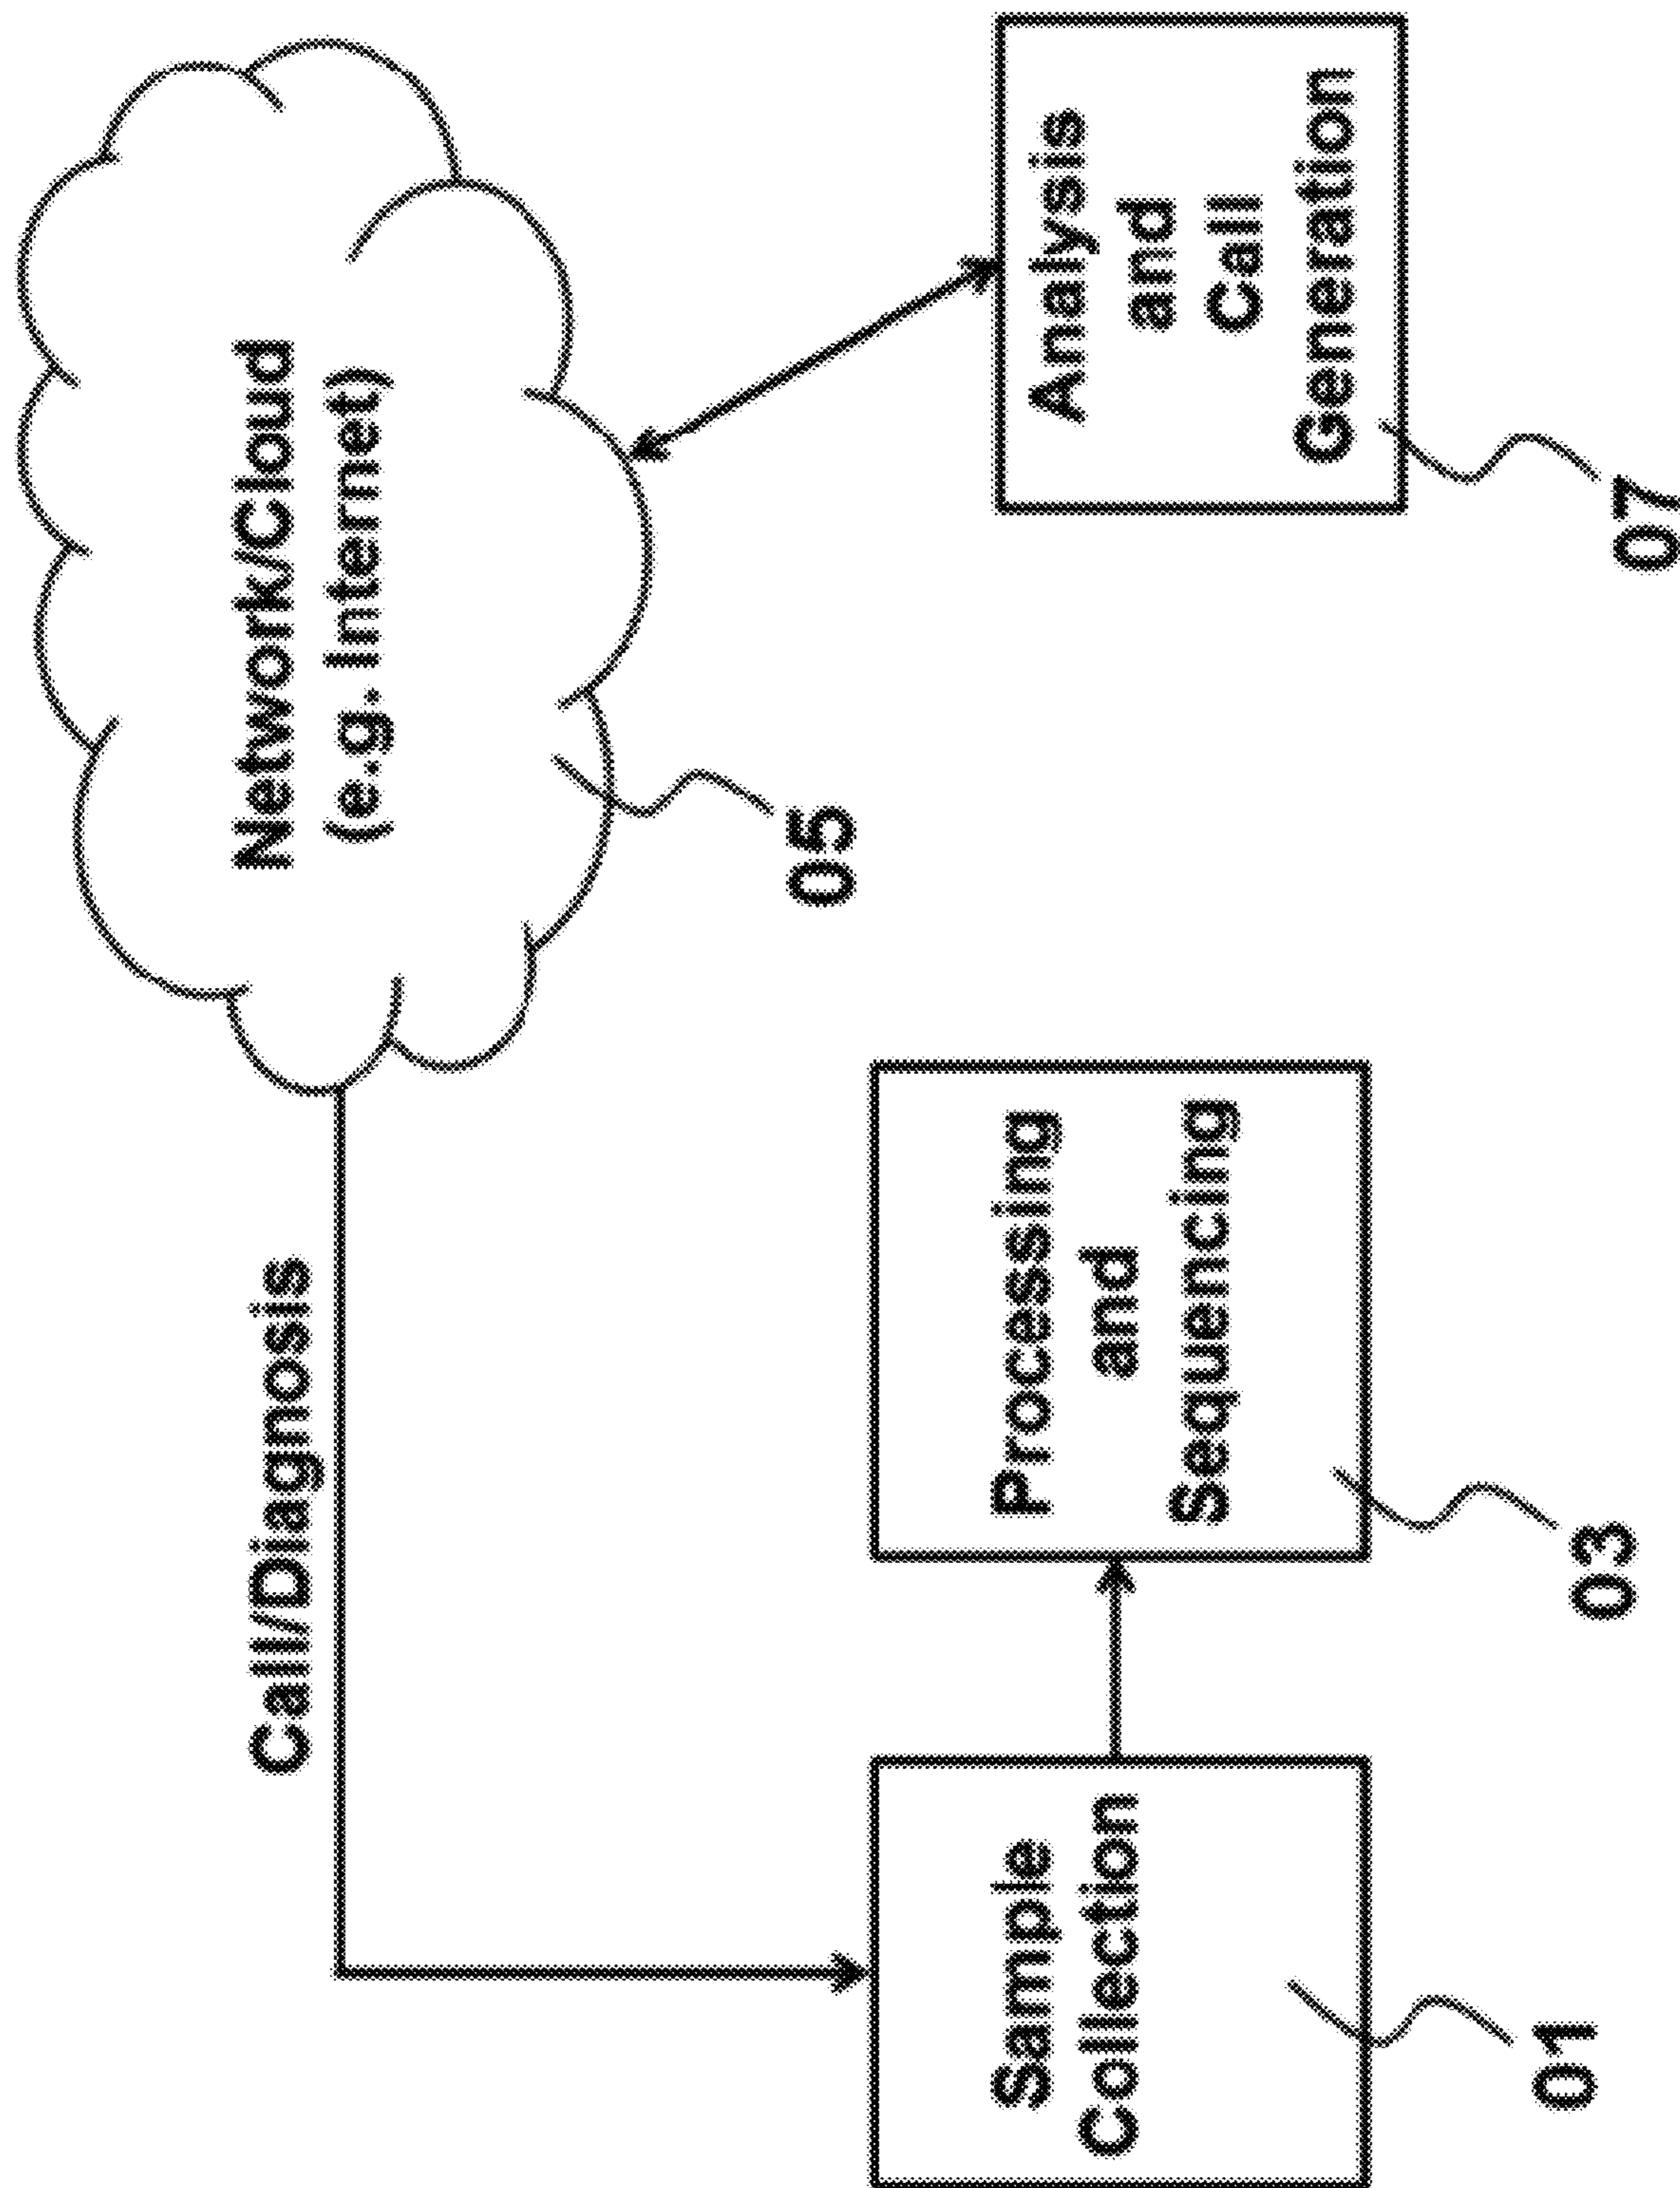 Network/Cloud
(e.g. Internet)
05
Call/Diagnosis
Sample
Collection
01
Processing
and
Sequencing
03
Analysis
and
Call
Generation
07